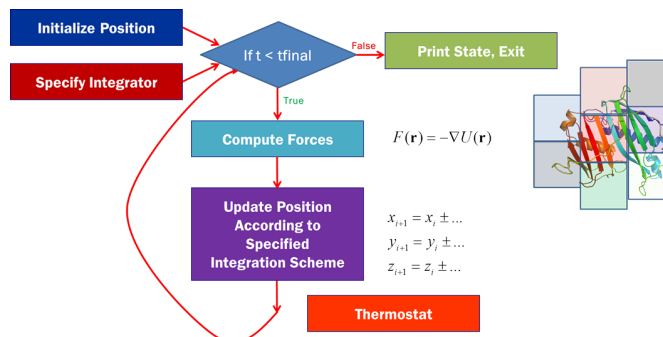 Initialize Position
If t < tfinal
False
Print State, Exit
Specify Integrator
True
Compute Forces
F(r) = −∇U(r)
Update Position
According to
Specified
Integration Scheme
x_{i+1} = x_i ± ...
y_{i+1} = y_i ± ...
z_{i+1} = z_i ± ...
Thermostat